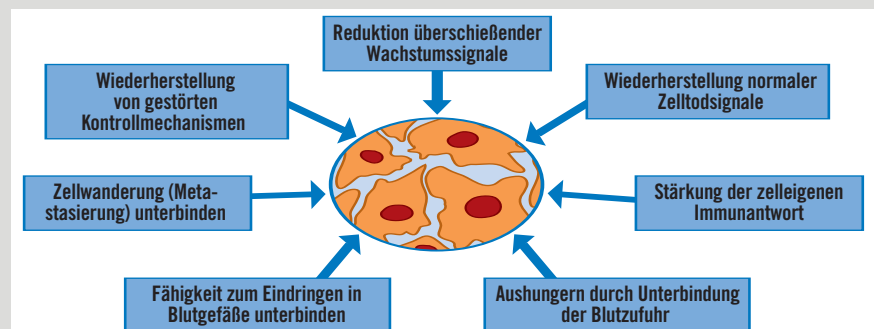 Reduktion überschießender
Wachstumssignale
Wiederherstellung
von gestörten
Kontrollmechanismen
Wiederherstellung normaler
Zelltodsignale
Zellwanderung (Meta-
stasierung) unterbinden
Stärkung der zelleigenen
Immunantwort
Fähigkeit zum Eindringen in
Blutgefäße unterbinden
Aushungern durch Unterbindung
der Blutzufuhr